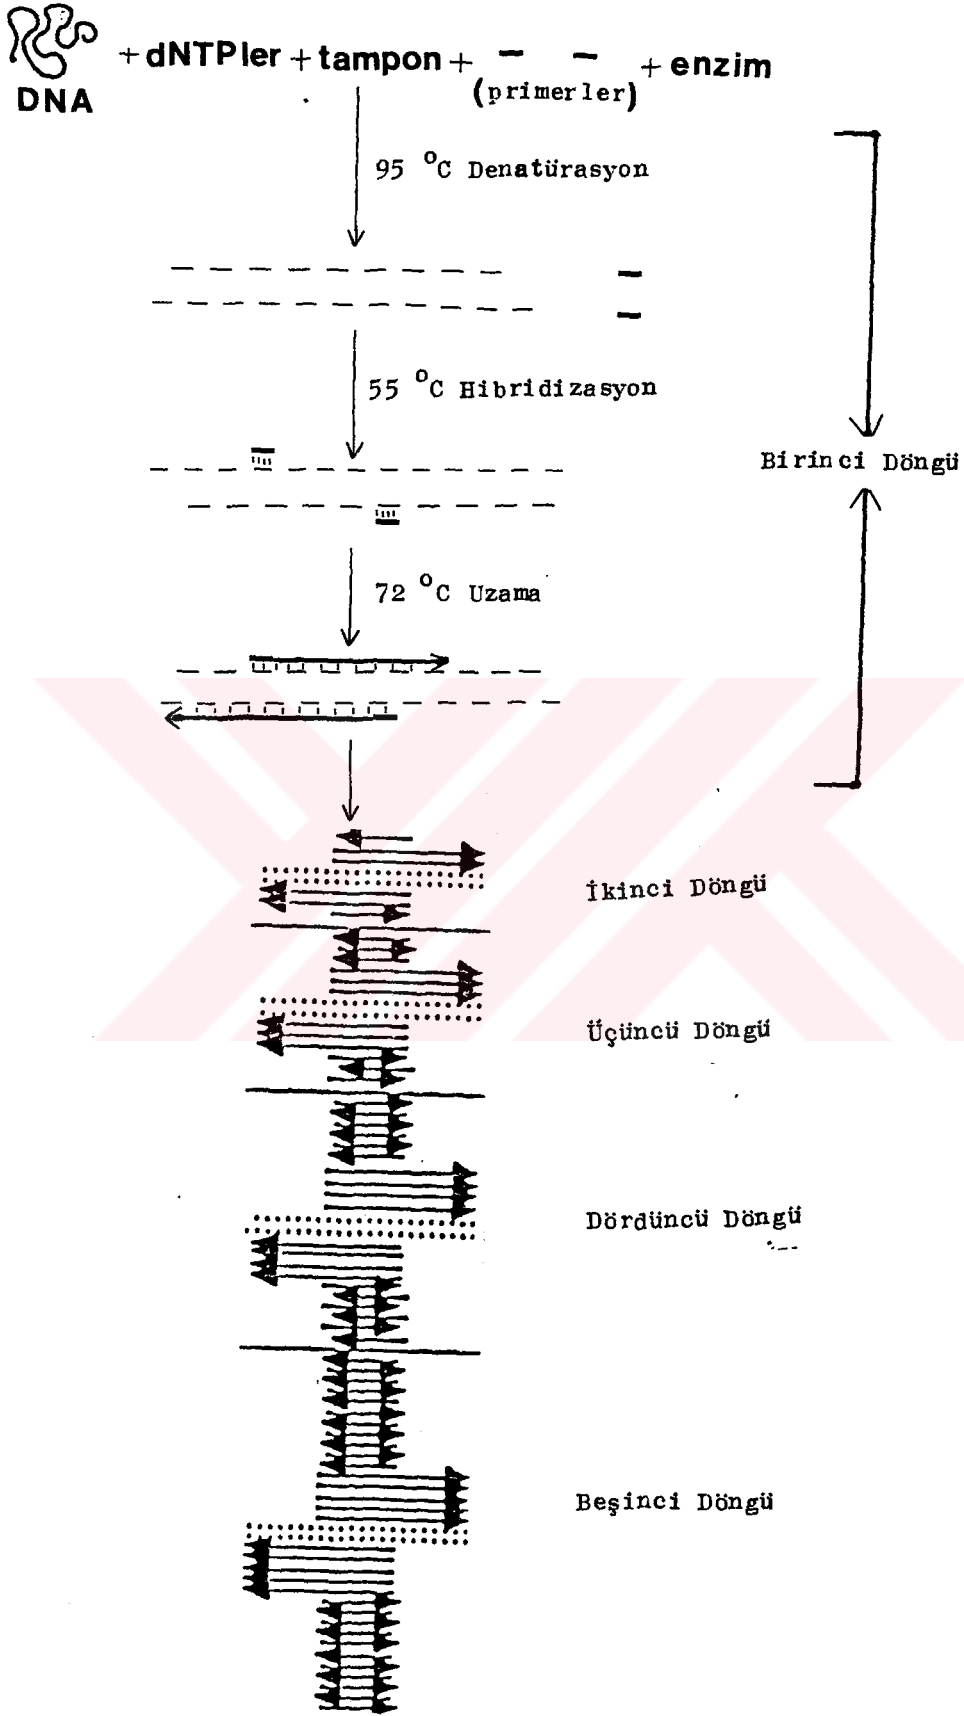 + dNTPler + tampon + - - + enzim
DNA
(primerler)
95 °C Denatürasyon
55 °C Hibridizasyon
Birinci Döngü
72 °C Uzama
İkinci Döngü
Üçüncü Döngü
Dördüncü Döngü
Beşinci Döngü